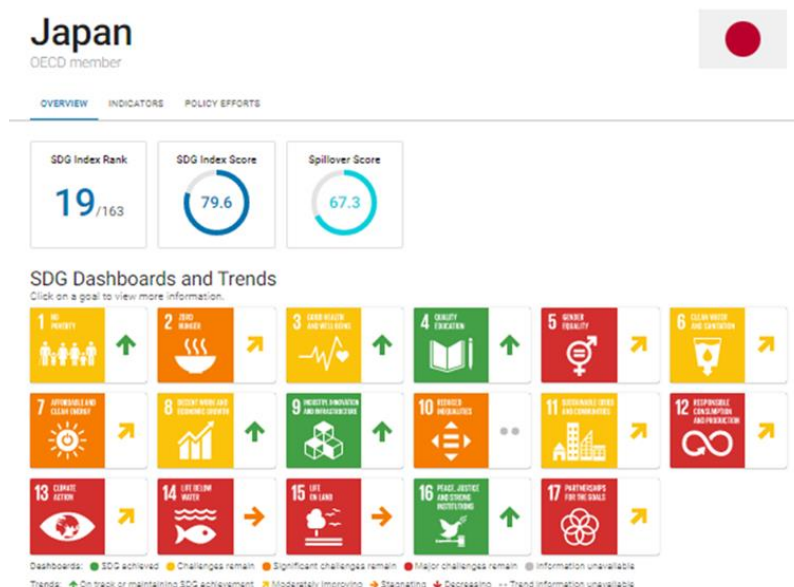 Japan
OECD member
OVERVIEW INDICATORS POLICY EFFORTS
SDG Index Rank
19/163
SDG Index Score
79.6
Spillover Score
67.3
SDG Dashboards and Trends
Click on a goal to view more information.
1 NO
POVERTY
2 ZERO
HUNGER
3 GOOD HEALTH
AND WELL-BEING
4 QUALITY
EDUCATION
5 GENDER
EQUALITY
6 CLEAN WATER
AND SANITATION
7 AFFORDABLE AND
CLEAN ENERGY
8 DECENT WORK AND
ECONOMIC GROWTH
9 INDUSTRY, INNOVATION
AND INFRASTRUCTURE
10 REDUCED
INEQUALITIES
11 SUSTAINABLE CITIES
AND COMMUNITIES
12 RESPONSIBLE
CONSUMPTION
AND PRODUCTION
13 CLIMATE
ACTION
14 LIFE BELOW
WATER
15 LIFE
ON LAND
16 PEACE, JUSTICE
AND STRONG
INSTITUTIONS
17 PARTNERSHIPS
FOR THE GOALS
Dashboards: SDG achieved Challenges remain Significant challenges remain Major challenges remain Information unavailable
Trends: On track or maintaining SDG achievement Moderately improving Stagnating Decreasing Trend information unavailable